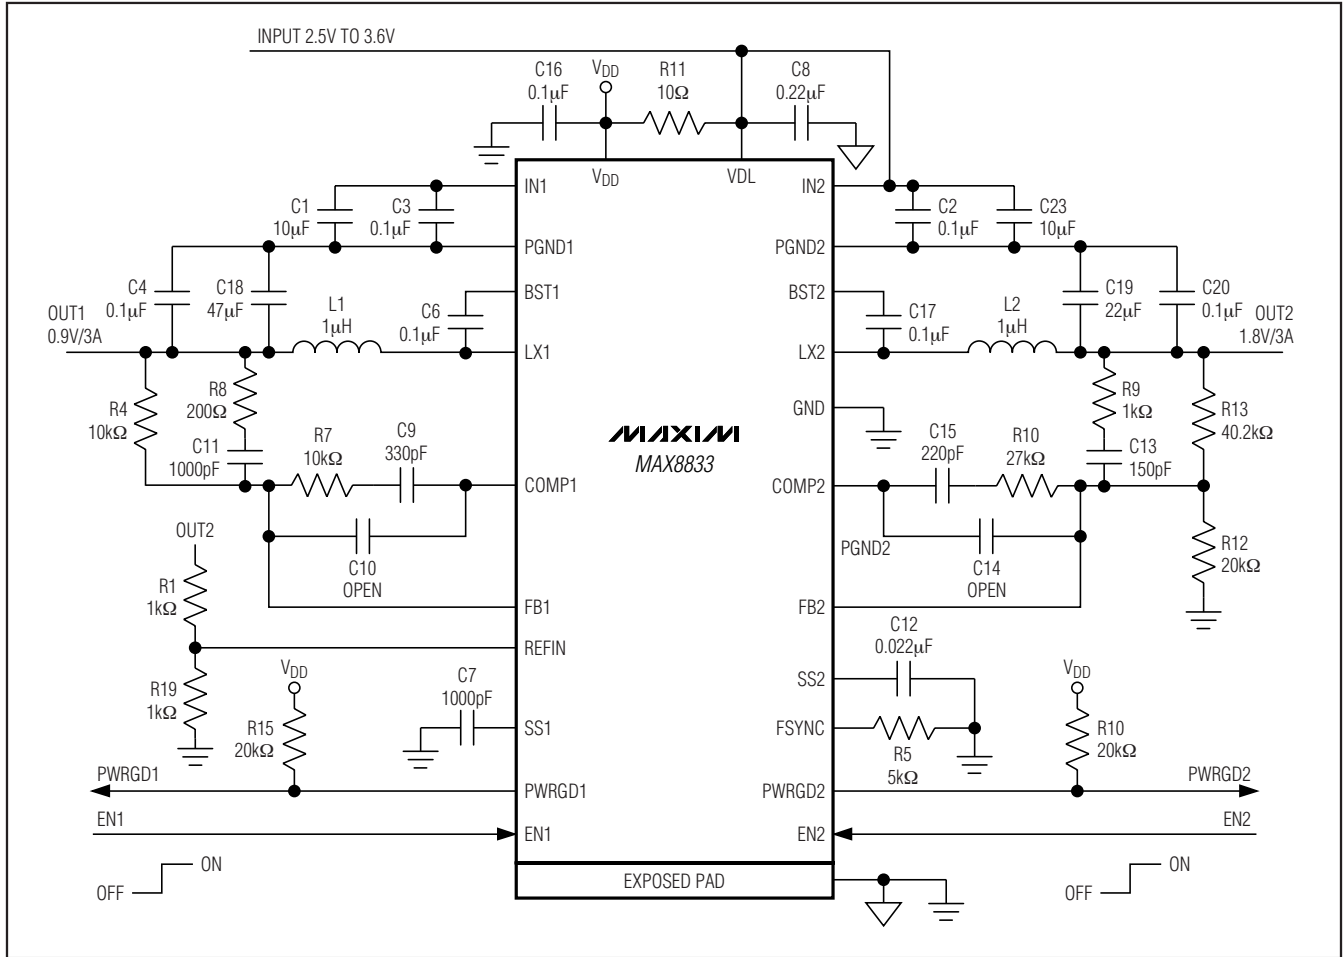 INPUT 2.5V TO 3.6V
C16
0.1µF
VDD
R11
10Ω
C8
0.22µF
VDD
VDL
IN1
IN2
C1
10µF
C3
0.1µF
C2
0.1µF
C23
10µF
PGND1
PGND2
C4
0.1µF
C18
47µF
L1
1µH
C6
0.1µF
BST1
BST2
C17
0.1µF
L2
1µH
C19
22µF
C20
0.1µF
OUT1
0.9V/3A
OUT2
1.8V/3A
LX1
LX2
R4
10kΩ
R8
200Ω
C11
1000pF
R7
10kΩ
C9
330pF
MAXIM
MAX8833
GND
C15
220pF
R10
27kΩ
R9
1kΩ
C13
150pF
R13
40.2kΩ
COMP1
COMP2
OUT2
C10
OPEN
PGND2
C14
OPEN
R12
20kΩ
R1
1kΩ
FB1
FB2
REFIN
C12
0.022µF
R19
1kΩ
VDD
R15
20kΩ
C7
1000pF
SS1
SS2
FSYNC
R5
5kΩ
VDD
R10
20kΩ
PWRGD1
PWRGD1
PWRGD2
PWRGD2
EN1
EN1
EN2
EN2
OFF
ON
EXPOSED PAD
OFF
ON